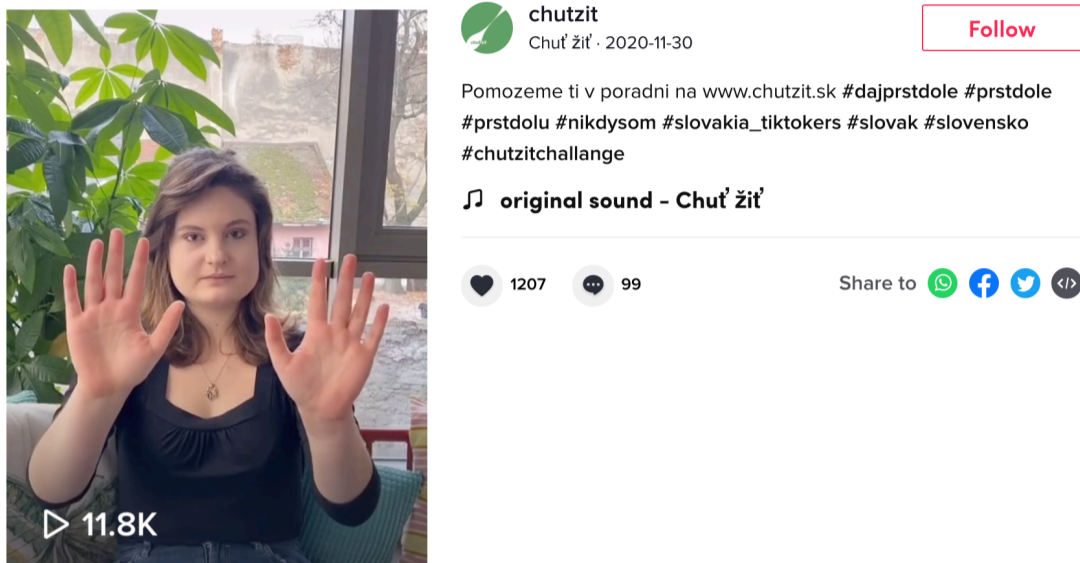 chutzit
Chuť žiť · 2020-11-30
Follow
Pomozeme ti v poradni na www.chutzit.sk #dajprstdole #prstdole
#prstdolu #nikdysom #slovakia_tiktokers #slovak #slovensko
#chutzitchallange
original sound - Chuť žiť
1207
99
Share to
11.8K